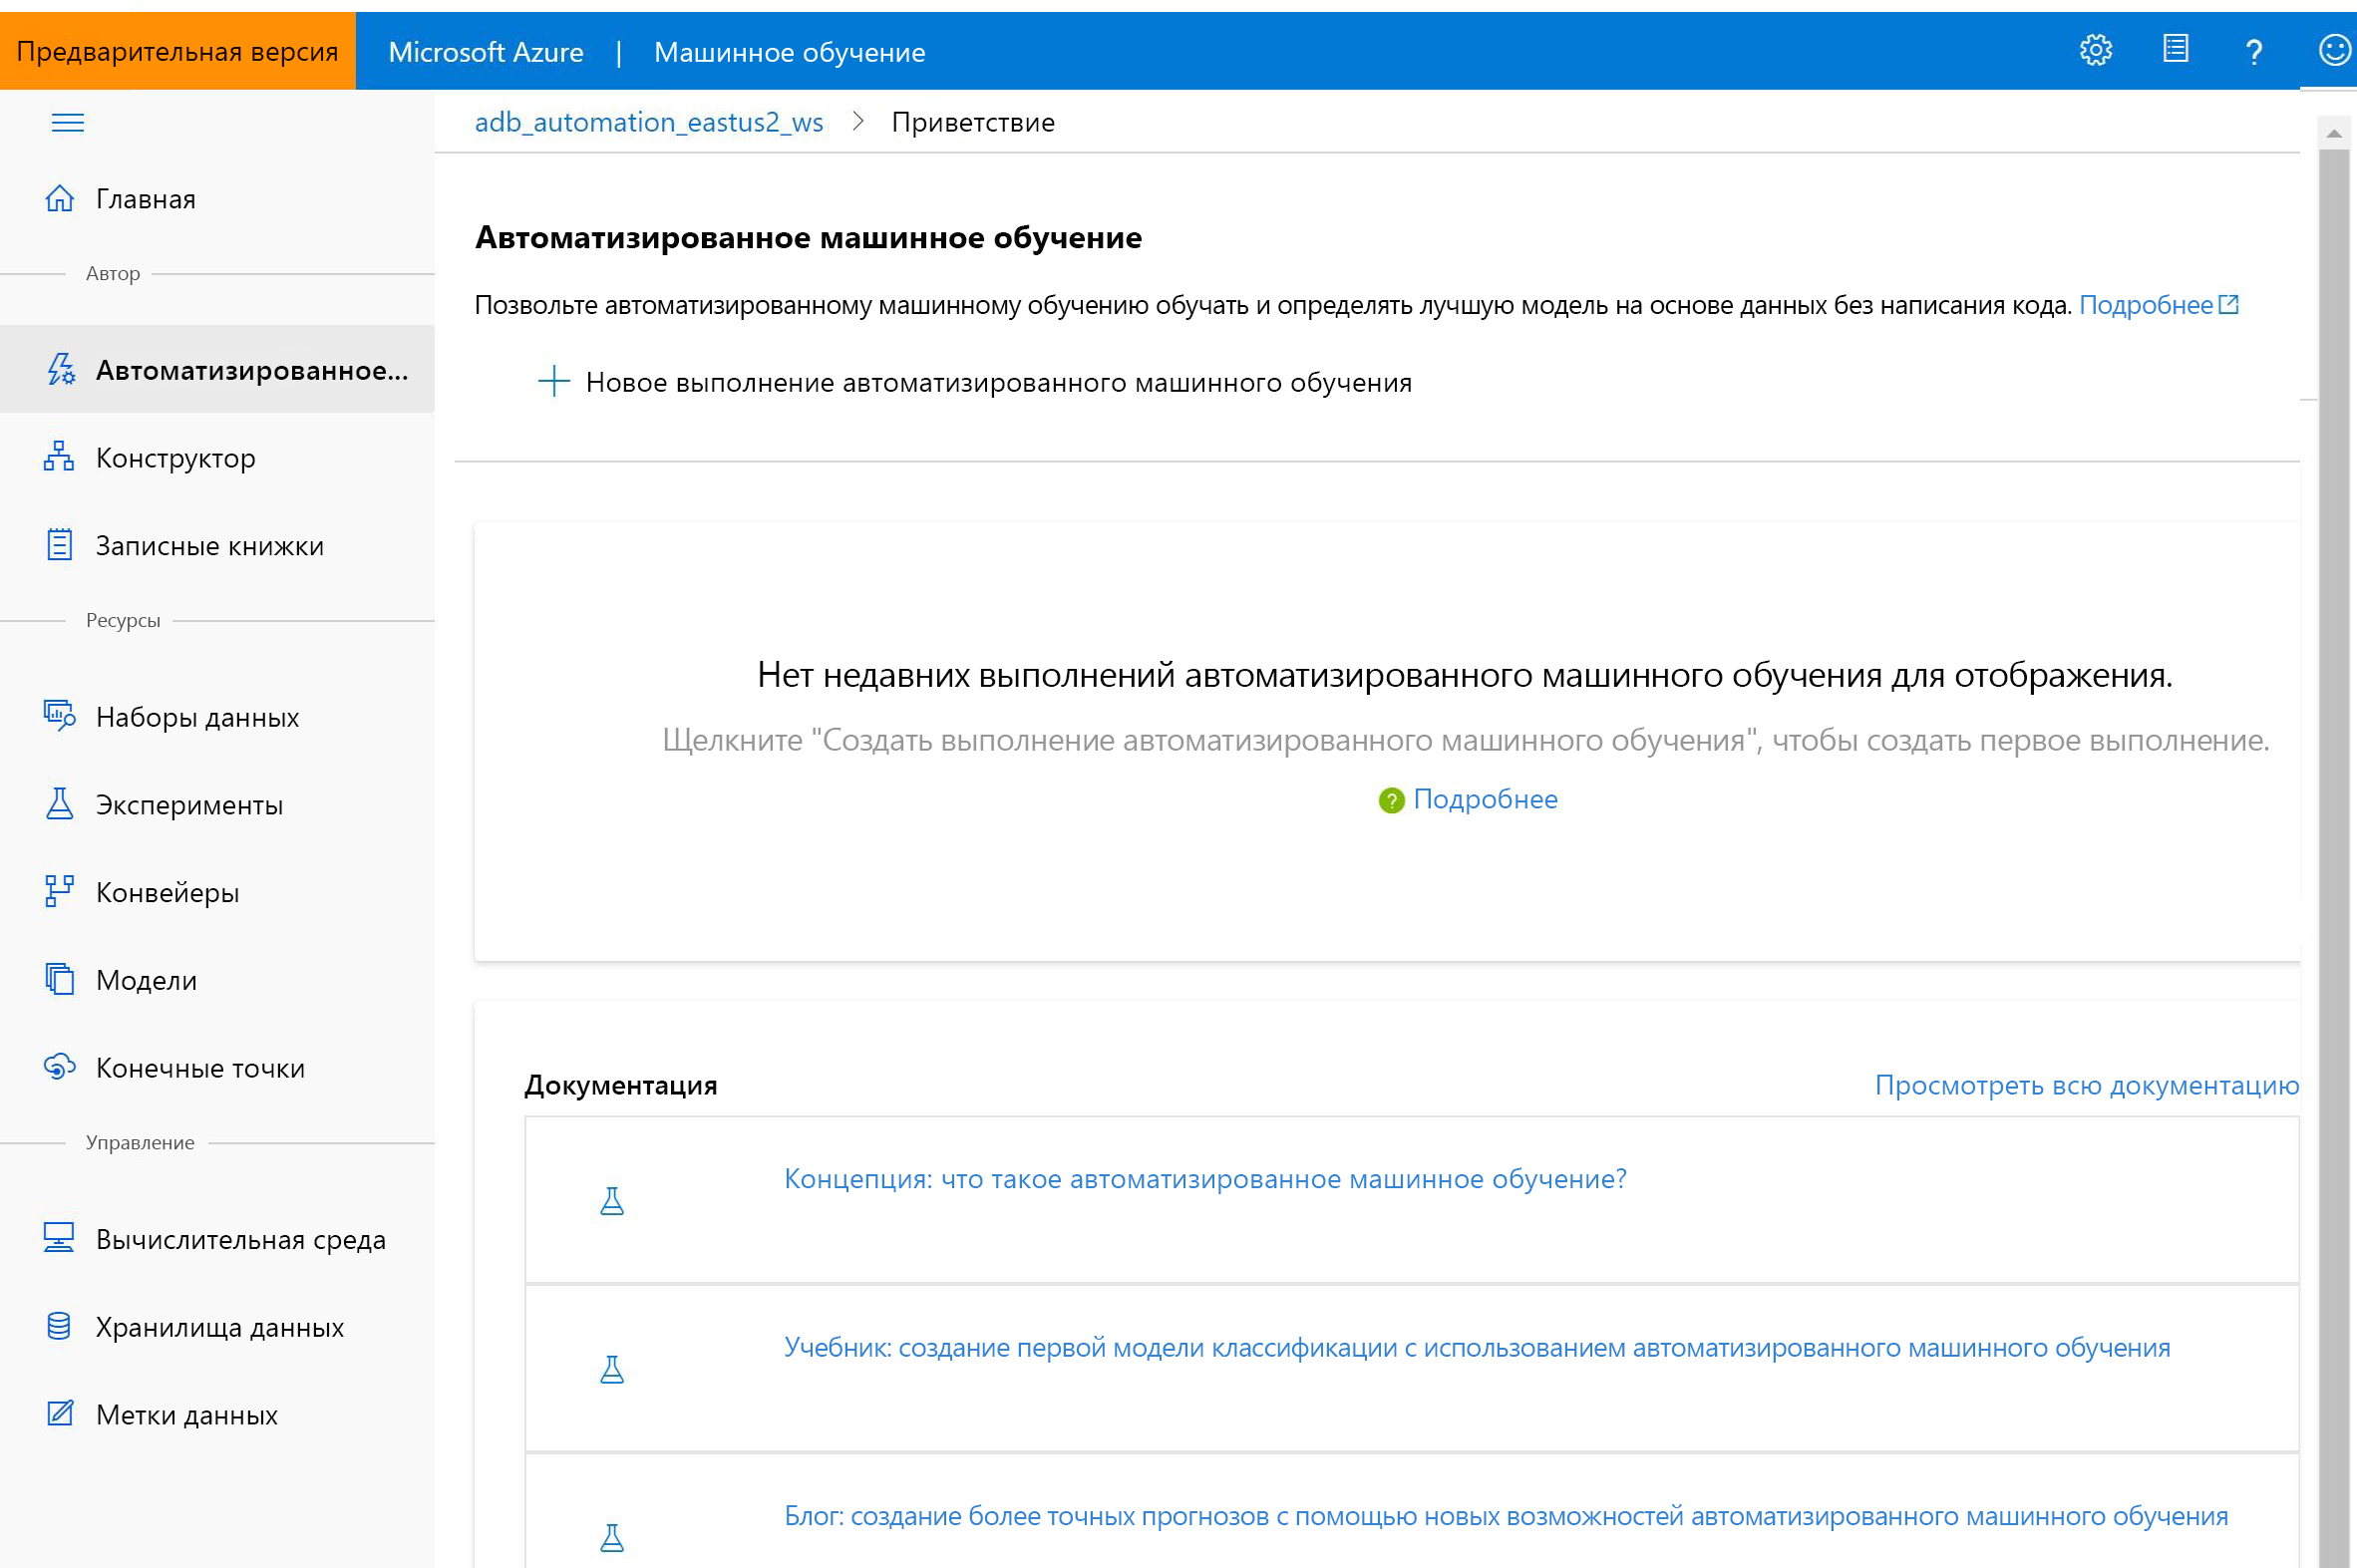 Предварительная версия
Microsoft Azure | Машинное обучение
?
adb_automation_eastus2_ws > Приветствие
Главная
Автор
Автоматизированное...
Конструктор
Записные книжки
Ресурсы
Наборы данных
Эксперименты
Конвейеры
Модели
Конечные точки
Управление
Вычислительная среда
Хранилища данных
Метки данных
Автоматизированное машинное обучение
Позвольте автоматизированному машинному обучению обучать и определять лучшую модель на основе данных без написания кода. Подробнее
Новое выполнение автоматизированного машинного обучения
Нет недавних выполнений автоматизированного машинного обучения для отображения.
Щелкните "Создать выполнение автоматизированного машинного обучения", чтобы создать первое выполнение.
? Подробнее
Документация
Просмотреть всю документацию
Концепция: что такое автоматизированное машинное обучение?
Учебник: создание первой модели классификации с использованием автоматизированного машинного обучения
Блог: создание более точных прогнозов с помощью новых возможностей автоматизированного машинного обучения